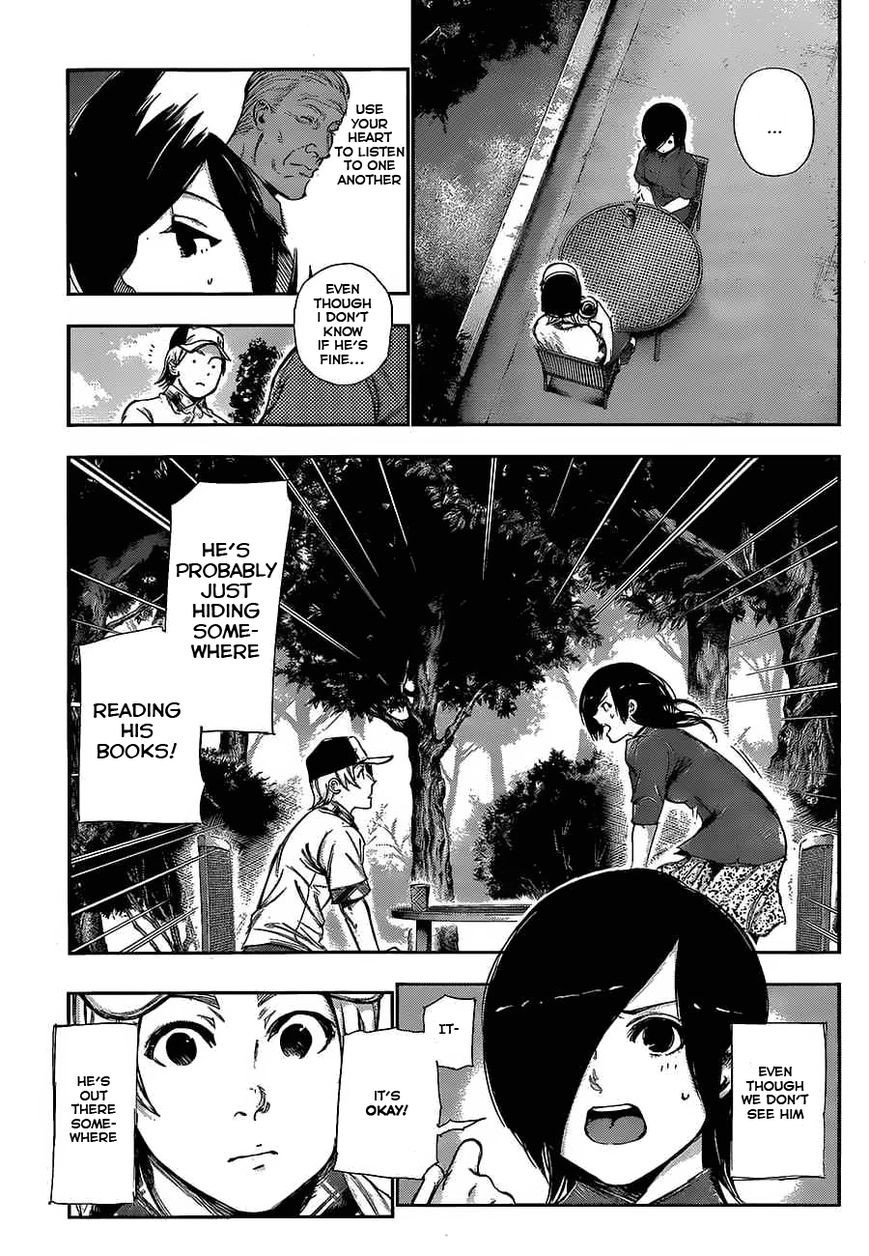 ...
USE
YOUR
HEART
TO LISTEN
TO ONE
ANOTHER
EVEN
THOUGH
I DON'T
KNOW
IF HE'S
FINE...
HE'S
PROBABLY
JUST
HIDING
SOME-
WHERE
READING
HIS
BOOKS!
EVEN
THOUGH
WE DON'T
SEE HIM
IT-
IT'S
OKAY!
HE'S
OUT
THERE
SOME-
WHERE